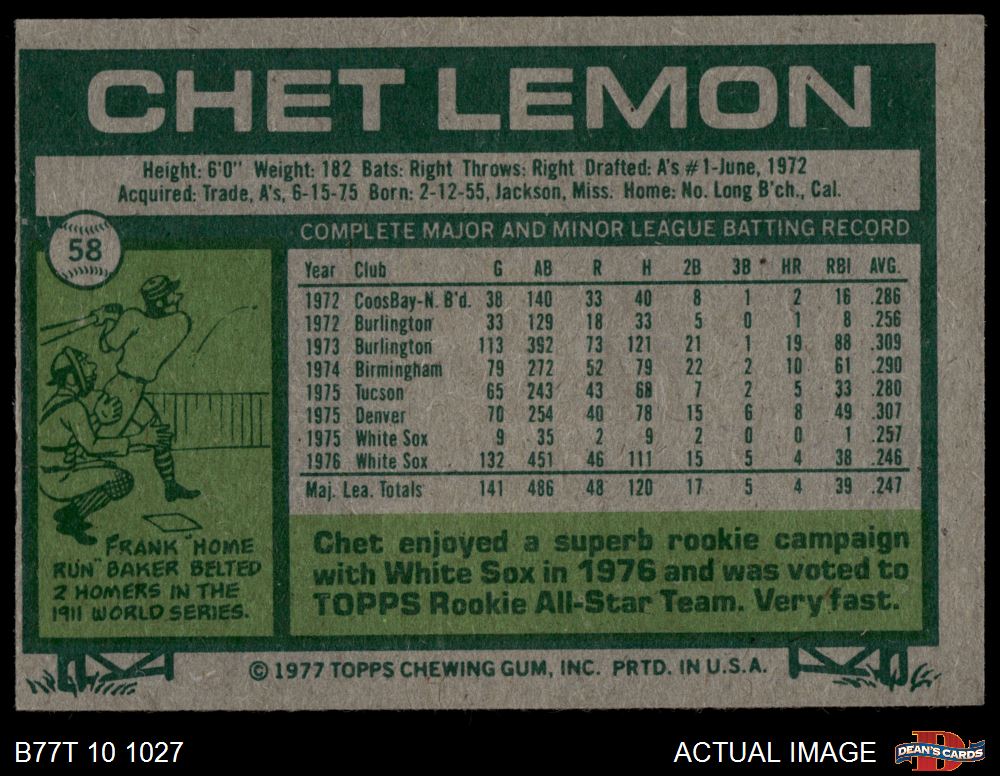 CHET LEMON
Height: 6'0" Weight: 182 Bats: Right Throws: Right Drafted: A's #1-June, 1972
Acquired: Trade, A's, 6-15-75 Born: 2-12-55, Jackson, Miss. Home: No. Long B'ch., Cal.
58
COMPLETE MAJOR AND MINOR LEAGUE BATTING RECORD
Year Club G AB R H 2B 3B HR RBI AVG.
1972 CoosBay-N. B'd. 38 140 33 40 8 1 2 16 .286
1972 Burlington 33 129 18 33 5 0 1 8 .256
1973 Burlington 113 392 73 121 21 1 19 88 .309
1974 Birmingham 79 272 52 79 22 2 10 61 .290
1975 Tucson 65 243 43 68 7 2 5 33 .280
1975 Denver 70 254 40 78 15 6 8 49 .307
1975 White Sox 9 35 2 9 2 0 0 1 .257
1976 White Sox 132 451 46 111 15 5 4 38 .246
Maj. Lea. Totals 141 486 48 120 17 5 4 39 .247
FRANK "HOME
RUN" BAKER BELTED
2 HOMERS IN THE
1911 WORLD SERIES.
Chet enjoyed a superb rookie campaign
with White Sox in 1976 and was voted to
TOPPS Rookie All-Star Team. Very fast.
© 1977 TOPPS CHEWING GUM, INC. PRTD. IN U.S.A.
B77T 10 1027
ACTUAL IMAGE
DEAN'S CARDS